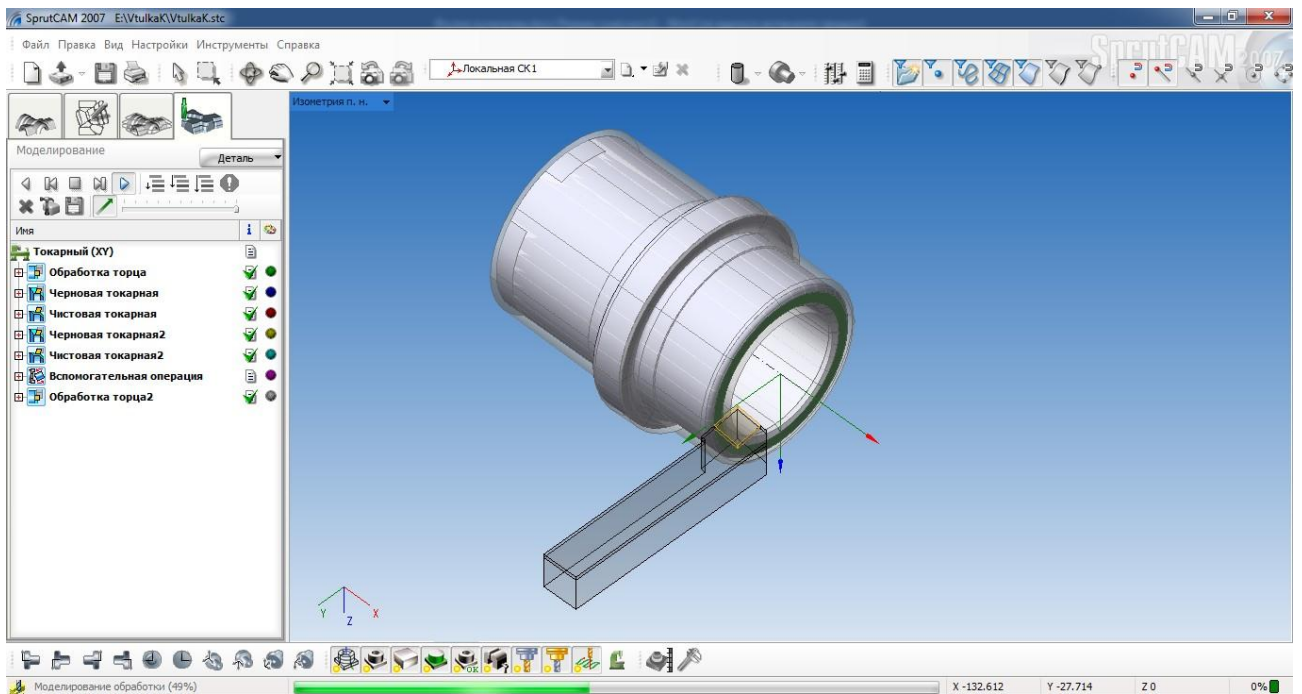 SprutCAM 2007 E:\VtulkaK\VtulkaK.stc
Файл Правка Вид Настройки Инструменты Справка
SprutCAM 2007
Локальная СК1
Изометрия п. н.
Моделирование
Деталь
Имя
Токарный (XY)
Обработка торца
Черновая токарная
Чистовая токарная
Черновая токарная2
Чистовая токарная2
Вспомогательная операция
Обработка торца2
Y Z X
OK
Моделирование обработки (49%) X -132.612 Y -27.714 Z 0 0%